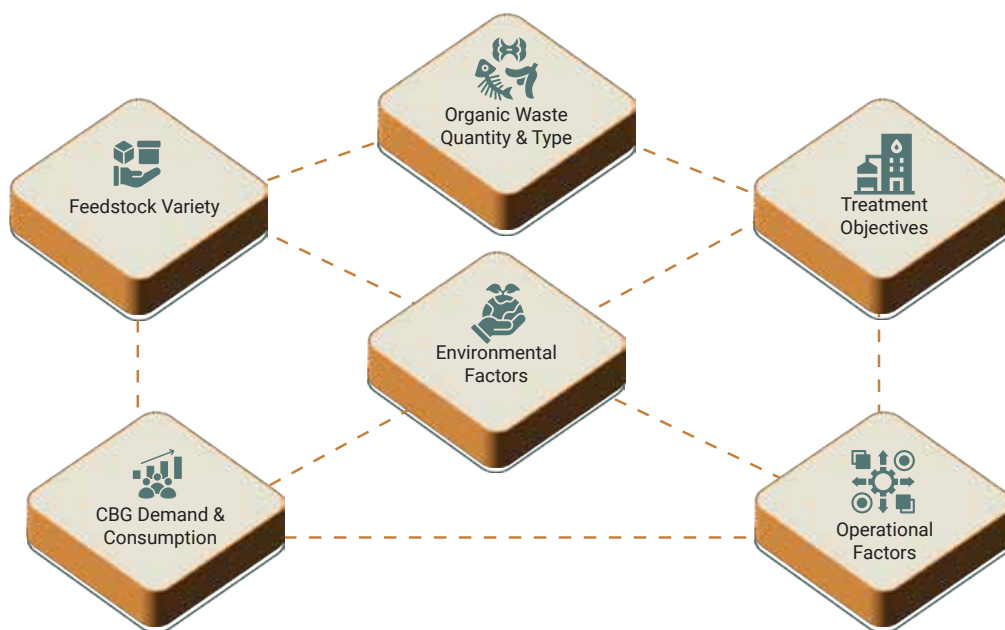 Organic Waste
Quantity & Type
Feedstock Variety
Treatment
Objectives
Environmental
Factors
CBG Demand &
Consumption
Operational
Factors